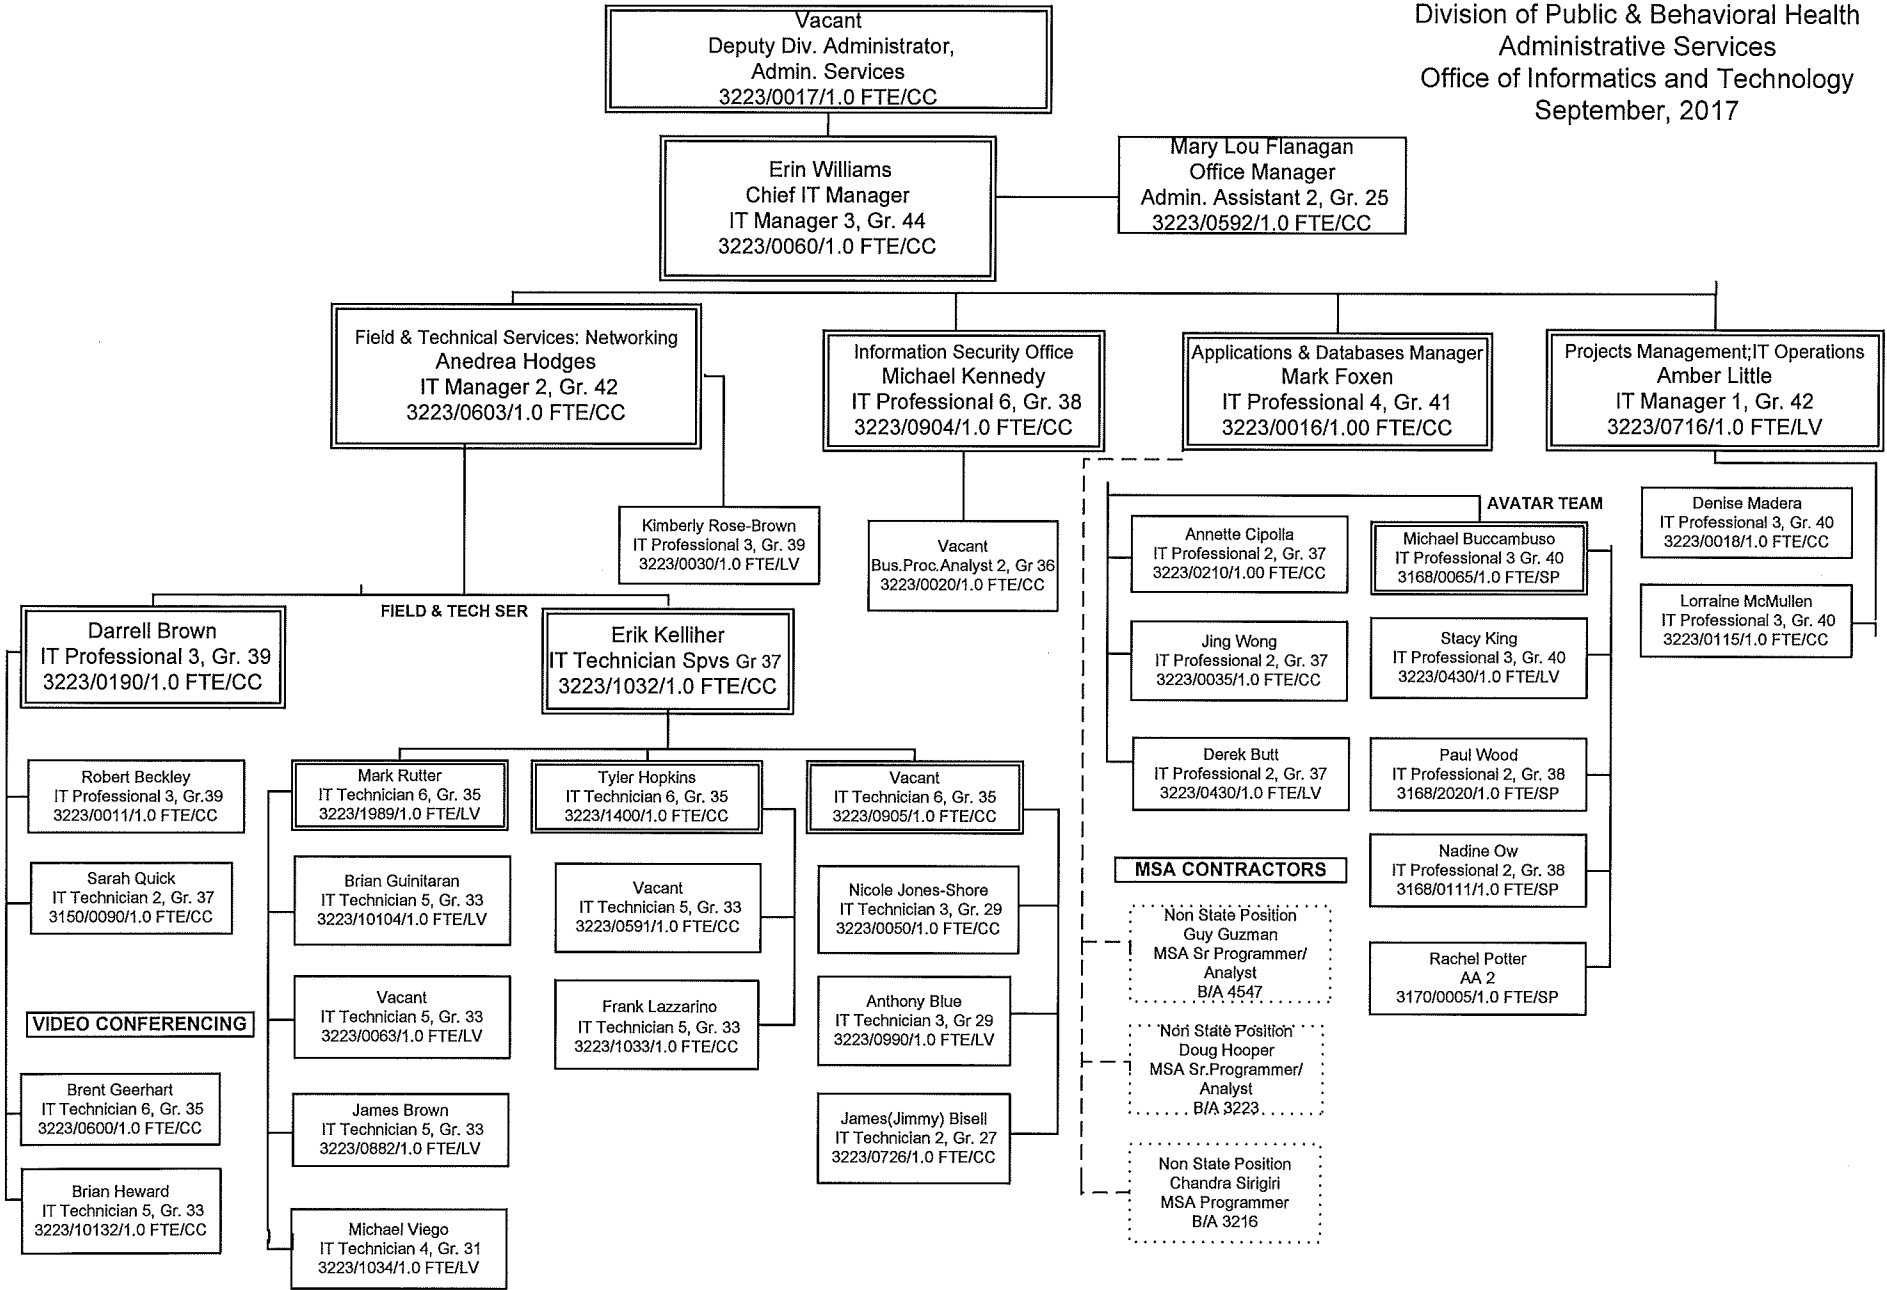 Division of Public & Behavioral Health
Administrative Services
Office of Informatics and Technology
September, 2017
Vacant
Deputy Div. Administrator,
Admin. Services
3223/0017/1.0 FTE/CC
Erin Williams
Chief IT Manager
IT Manager 3, Gr. 44
3223/0060/1.0 FTE/CC
Mary Lou Flanagan
Office Manager
Admin. Assistant 2, Gr. 25
3223/0592/1.0 FTE/CC
Field & Technical Services: Networking
Anedrea Hodges
IT Manager 2, Gr. 42
3223/0603/1.0 FTE/CC
Information Security Office
Michael Kennedy
IT Professional 6, Gr. 38
3223/0904/1.0 FTE/CC
Applications & Databases Manager
Mark Foxen
IT Professional 4, Gr. 41
3223/0016/1.00 FTE/CC
Projects Management;IT Operations
Amber Little
IT Manager 1, Gr. 42
3223/0716/1.0 FTE/LV
Kimberly Rose-Brown
IT Professional 3, Gr. 39
3223/0030/1.0 FTE/LV
Vacant
Bus.Proc.Analyst 2, Gr 36
3223/0020/1.0 FTE/CC
AVATAR TEAM
Annette Cipolla
IT Professional 2, Gr. 37
3223/0210/1.00 FTE/CC
Michael Buccambuso
IT Professional 3 Gr. 40
3168/0065/1.0 FTE/SP
Denise Madera
IT Professional 3, Gr. 40
3223/0018/1.0 FTE/CC
Lorraine McMullen
IT Professional 3, Gr. 40
3223/0115/1.0 FTE/CC
FIELD & TECH SER
Darrell Brown
IT Professional 3, Gr. 39
3223/0190/1.0 FTE/CC
Erik Kelliher
IT Technician Spvs Gr 37
3223/1032/1.0 FTE/CC
Jing Wong
IT Professional 2, Gr. 37
3223/0035/1.0 FTE/CC
Stacy King
IT Professional 3, Gr. 40
3223/0430/1.0 FTE/LV
Derek Butt
IT Professional 2, Gr. 37
3223/0430/1.0 FTE/LV
Paul Wood
IT Professional 2, Gr. 38
3168/2020/1.0 FTE/SP
Nadine Ow
IT Professional 2, Gr. 38
3168/0111/1.0 FTE/SP
Rachel Potter
AA 2
3170/0005/1.0 FTE/SP
Robert Beckley
IT Professional 3, Gr.39
3223/0011/1.0 FTE/CC
Sarah Quick
IT Technician 2, Gr. 37
3150/0090/1.0 FTE/CC
VIDEO CONFERENCING
Brent Geerhart
IT Technician 6, Gr. 35
3223/0600/1.0 FTE/CC
Brian Heward
IT Technician 5, Gr. 33
3223/10132/1.0 FTE/CC
Mark Rutter
IT Technician 6, Gr. 35
3223/1989/1.0 FTE/LV
Brian Guinitaran
IT Technician 5, Gr. 33
3223/10104/1.0 FTE/LV
Vacant
IT Technician 5, Gr. 33
3223/0063/1.0 FTE/LV
James Brown
IT Technician 5, Gr. 33
3223/0882/1.0 FTE/LV
Michael Viego
IT Technician 4, Gr. 31
3223/1034/1.0 FTE/LV
Tyler Hopkins
IT Technician 6, Gr. 35
3223/1400/1.0 FTE/CC
Vacant
IT Technician 5, Gr. 33
3223/0591/1.0 FTE/CC
Frank Lazzarino
IT Technician 5, Gr. 33
3223/1033/1.0 FTE/CC
Vacant
IT Technician 6, Gr. 35
3223/0905/1.0 FTE/CC
Nicole Jones-Shore
IT Technician 3, Gr. 29
3223/0050/1.0 FTE/CC
Anthony Blue
IT Technician 3, Gr 29
3223/0990/1.0 FTE/LV
James(Jimmy) Bisell
IT Technician 2, Gr. 27
3223/0726/1.0 FTE/CC
MSA CONTRACTORS
Non State Position
Guy Guzman
MSA Sr Programmer/
Analyst
B/A 4547
Non State Position
Doug Hooper
MSA Sr.Programmer/
Analyst
B/A 3223
Non State Position
Chandra Sirigiri
MSA Programmer
B/A 3216